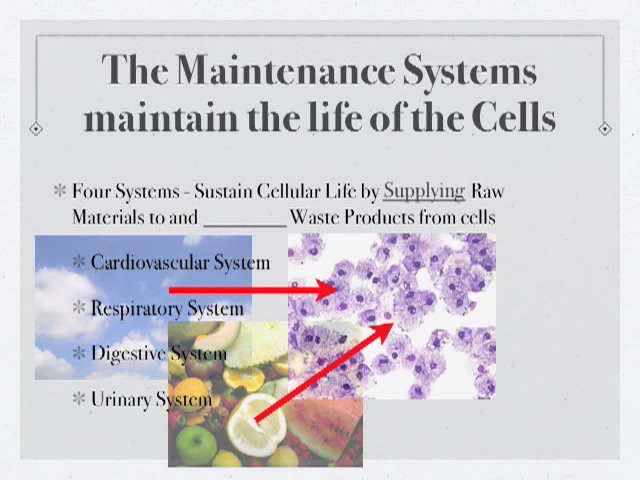 The Maintenance Systems
maintain the life of the Cells
Four Systems – Sustain Cellular Life by Supplying Raw
Materials to and ________ Waste Products from cells
Cardiovascular System
Respiratory System
Digestive System
Urinary System